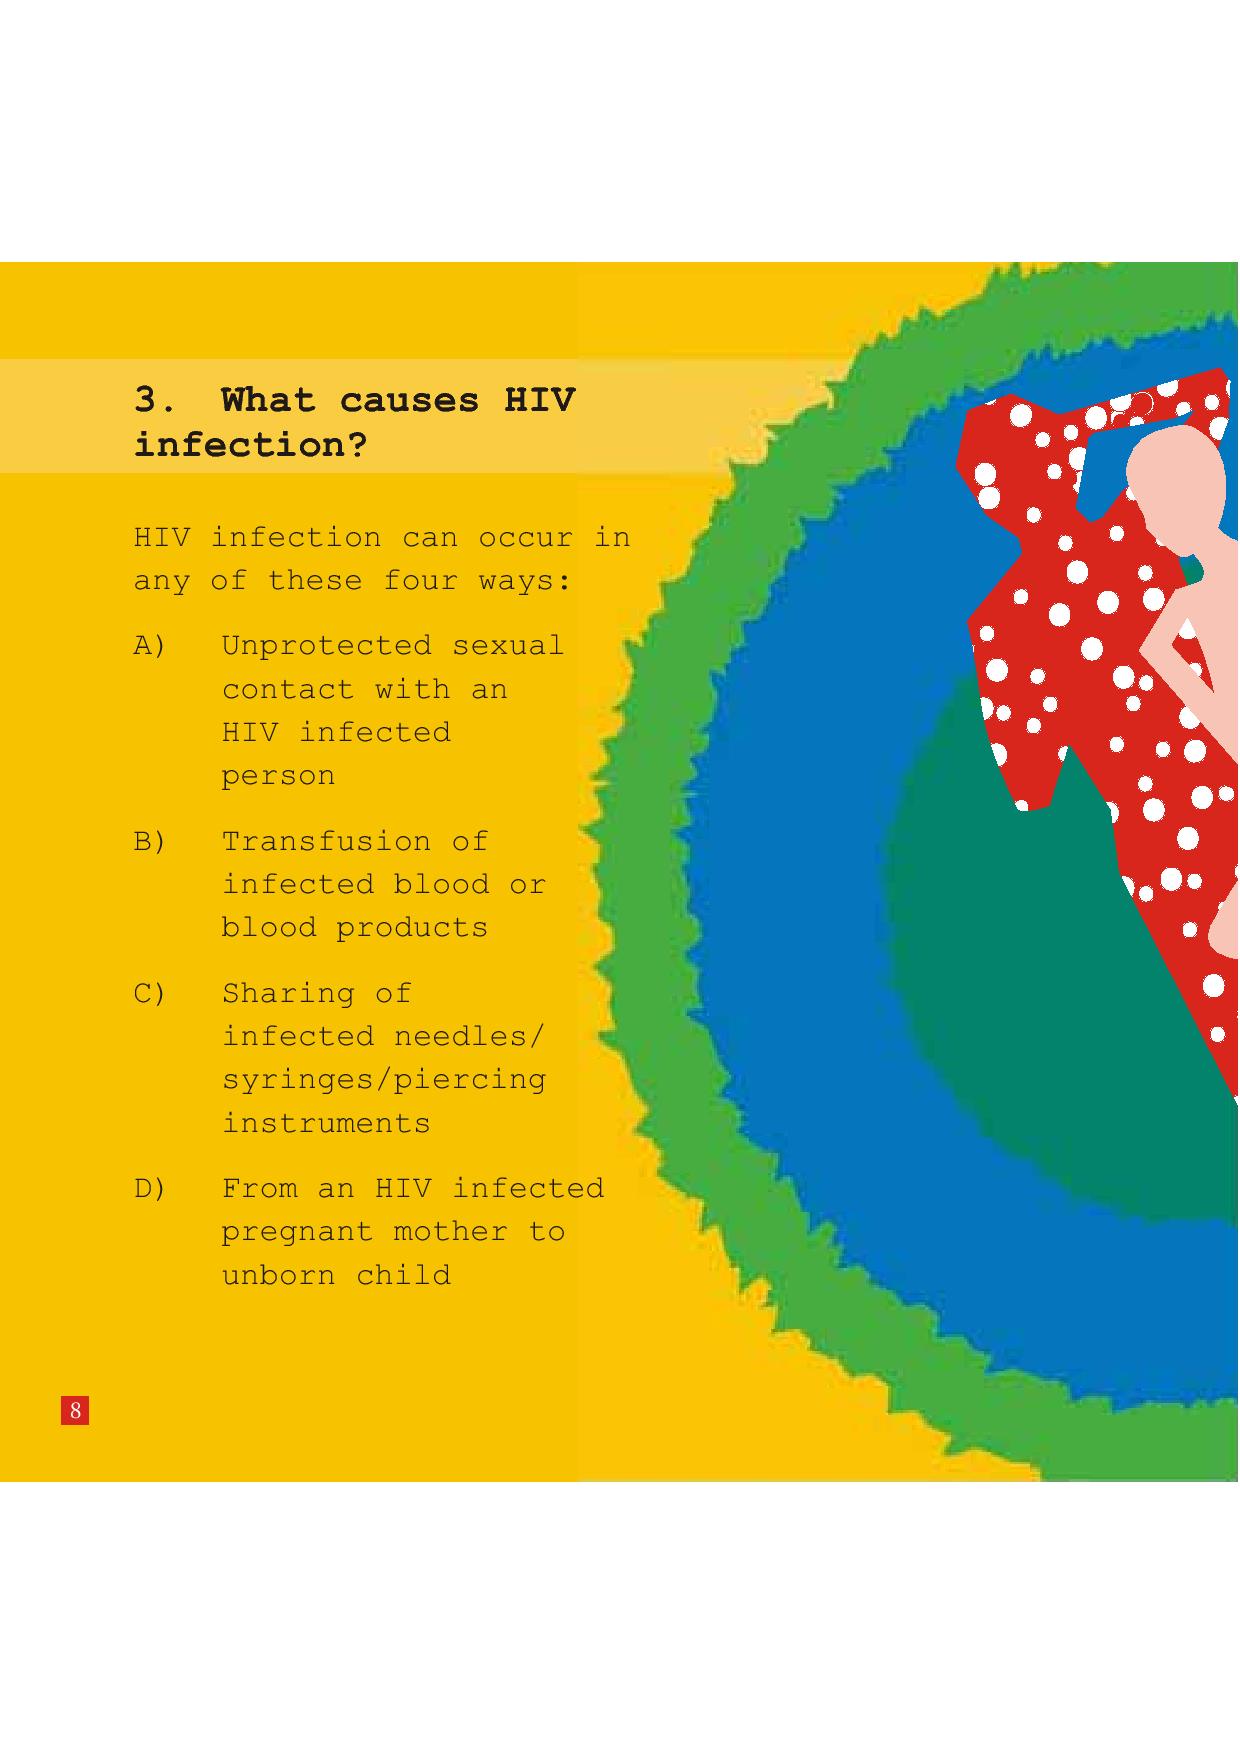 3. What causes HIV
infection?
HIV infection can occur in
any of these four ways:
A) Unprotected sexual
contact with an
HIV infected
person
B) Transfusion of
infected blood or
blood products
C) Sharing of
infected needles/
syringes/piercing
instruments
D) From an HIV infected
pregnant mother to
unborn child
8